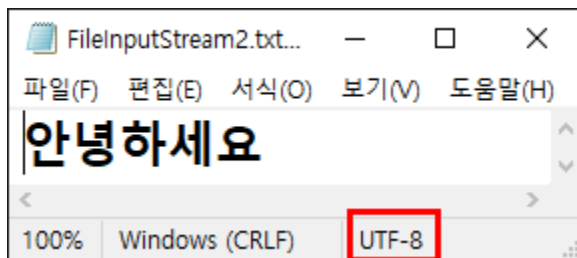 FileInputStream2.txt...
파일(F) 편집(E) 서식(O) 보기(V) 도움말(H)
안녕하세요
100% Windows (CRLF) UTF-8